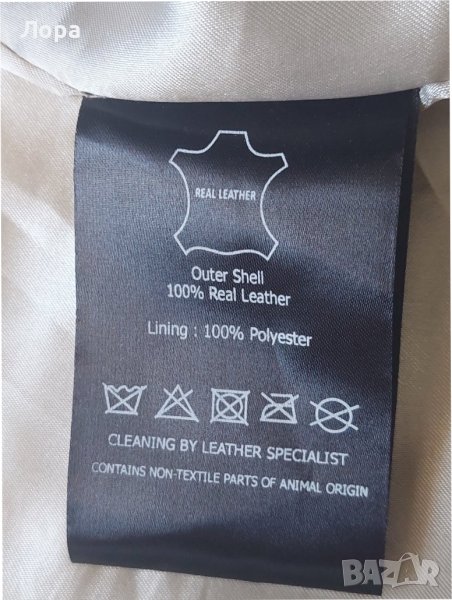 Лора
REAL LEATHER
Outer Shell
100% Real Leather
Lining : 100% Polyester
CLEANING BY LEATHER SPECIALIST
CONTAINS NON-TEXTILE PARTS OF ANIMAL ORIGIN
BAZAR